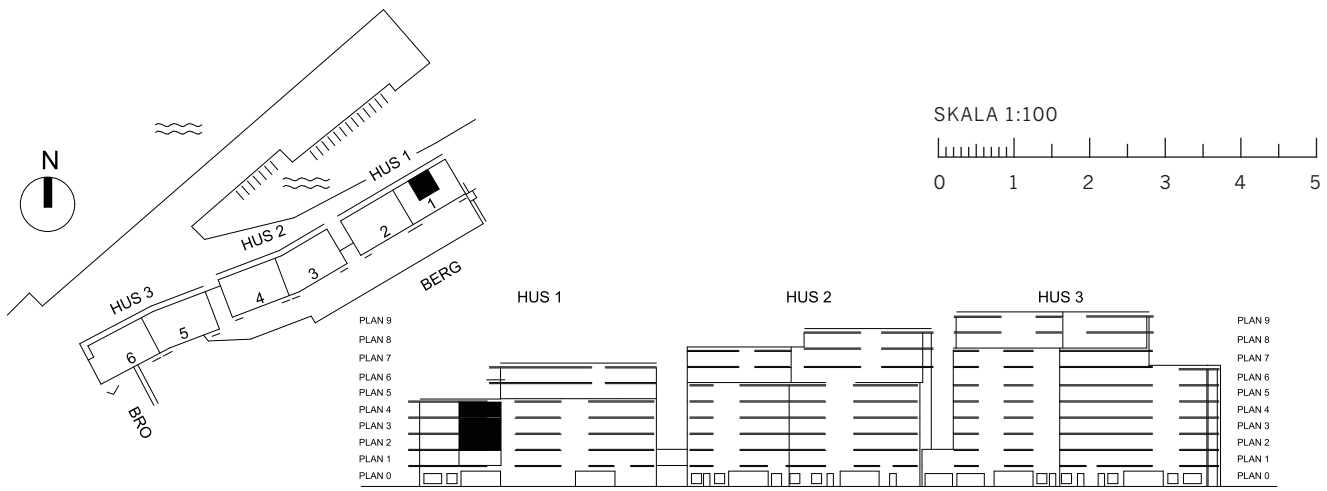 N
HUS 1
HUS 2
HUS 3
1
2
3
4
5
6
BERG
BRO
SKALA 1:100
0 1 2 3 4 5
HUS 1 HUS 2 HUS 3
PLAN 9 PLAN 9
PLAN 8 PLAN 8
PLAN 7 PLAN 7
PLAN 6 PLAN 6
PLAN 5 PLAN 5
PLAN 4 PLAN 4
PLAN 3 PLAN 3
PLAN 2 PLAN 2
PLAN 1 PLAN 1
PLAN 0 PLAN 0